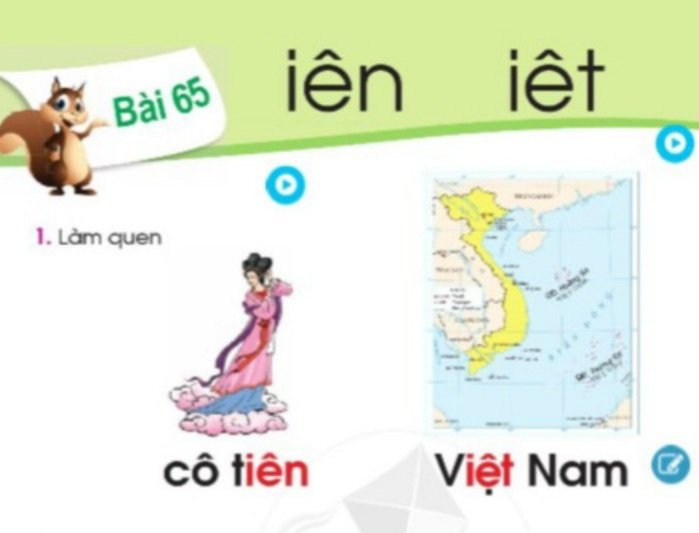 iên iêt
Bài 65
1. Làm quen
cô tiên
Việt Nam